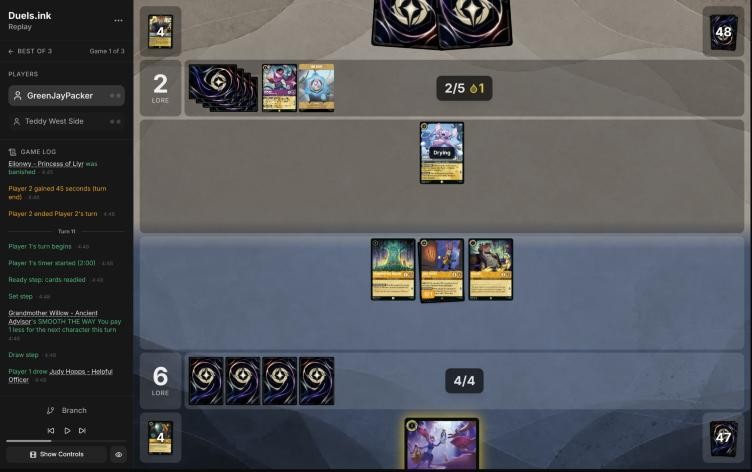 Duels.ink
Replay
...
← BEST OF 3
Game 1 of 3
PLAYERS
GreenJayPacker
Teddy West Side
GAME LOG
Eilonwy - Princess of Llyr was
banished · 4:45
Player 2 gained 45 seconds (turn
end) · 4:48
Player 2 ended Player 2's turn · 4:48
Turn 11
Player 1's turn begins · 4:48
Player 1's timer started (2:00) · 4:48
Ready step: cards readied · 4:48
Set step · 4:48
Grandmother Willow - Ancient
Advisor's SMOOTH THE WAY You pay
1 less for the next character this turn
· 4:48
Draw step · 4:48
Player 1 drew Judy Hopps - Helpful
Officer · 4:48
Branch
Show Controls
4
48
2
LORE
2/5 1
Drying
6
LORE
4/4
4
47